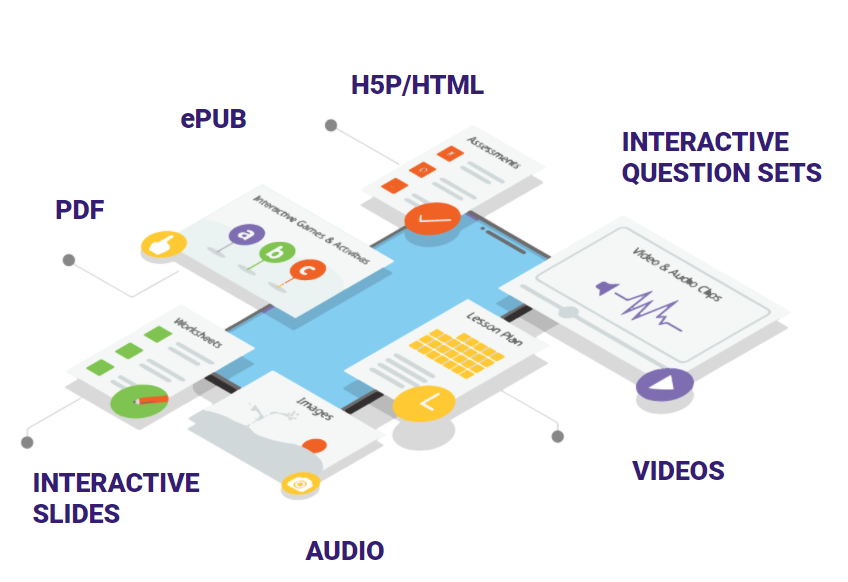 H5P/HTML
ePUB
INTERACTIVE
QUESTION SETS
PDF
Assessments
Interactive Games & Activities
a
b
c
Video & Audio Clips
Worksheets
Lesson Plan
Images
INTERACTIVE
SLIDES
VIDEOS
AUDIO